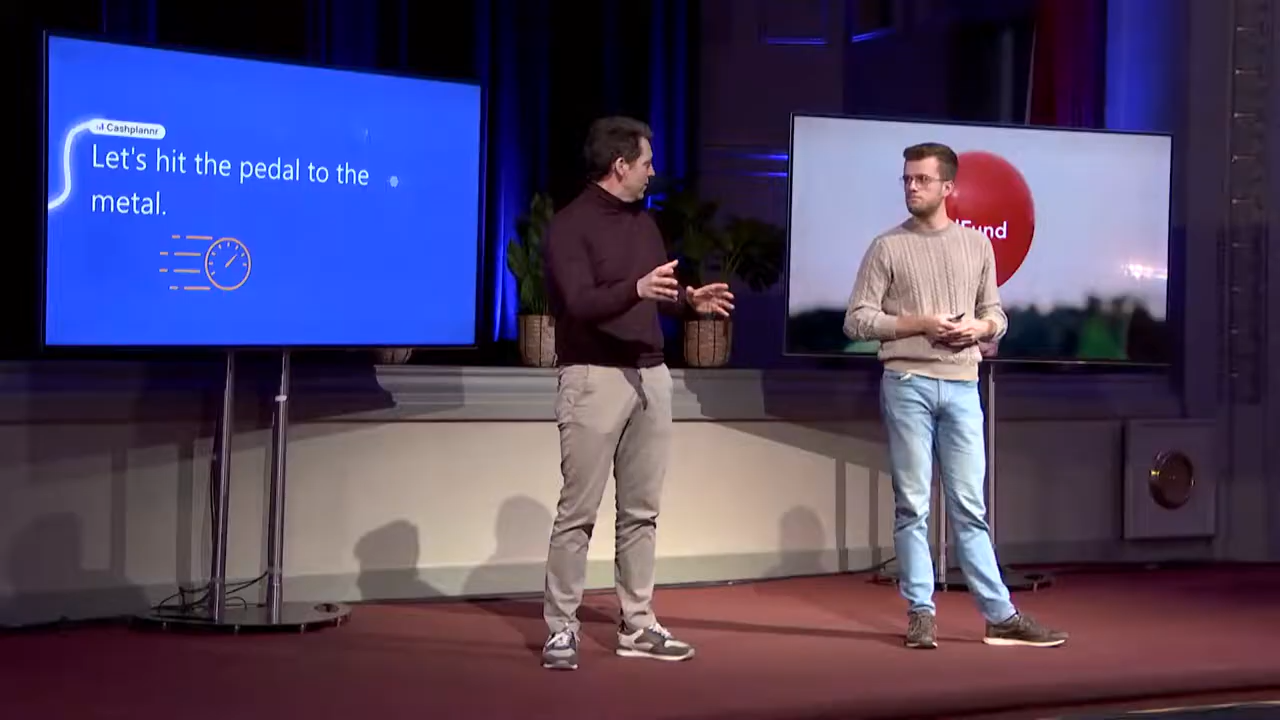 Cashplannr
Let's hit the pedal to the
metal.
Fund